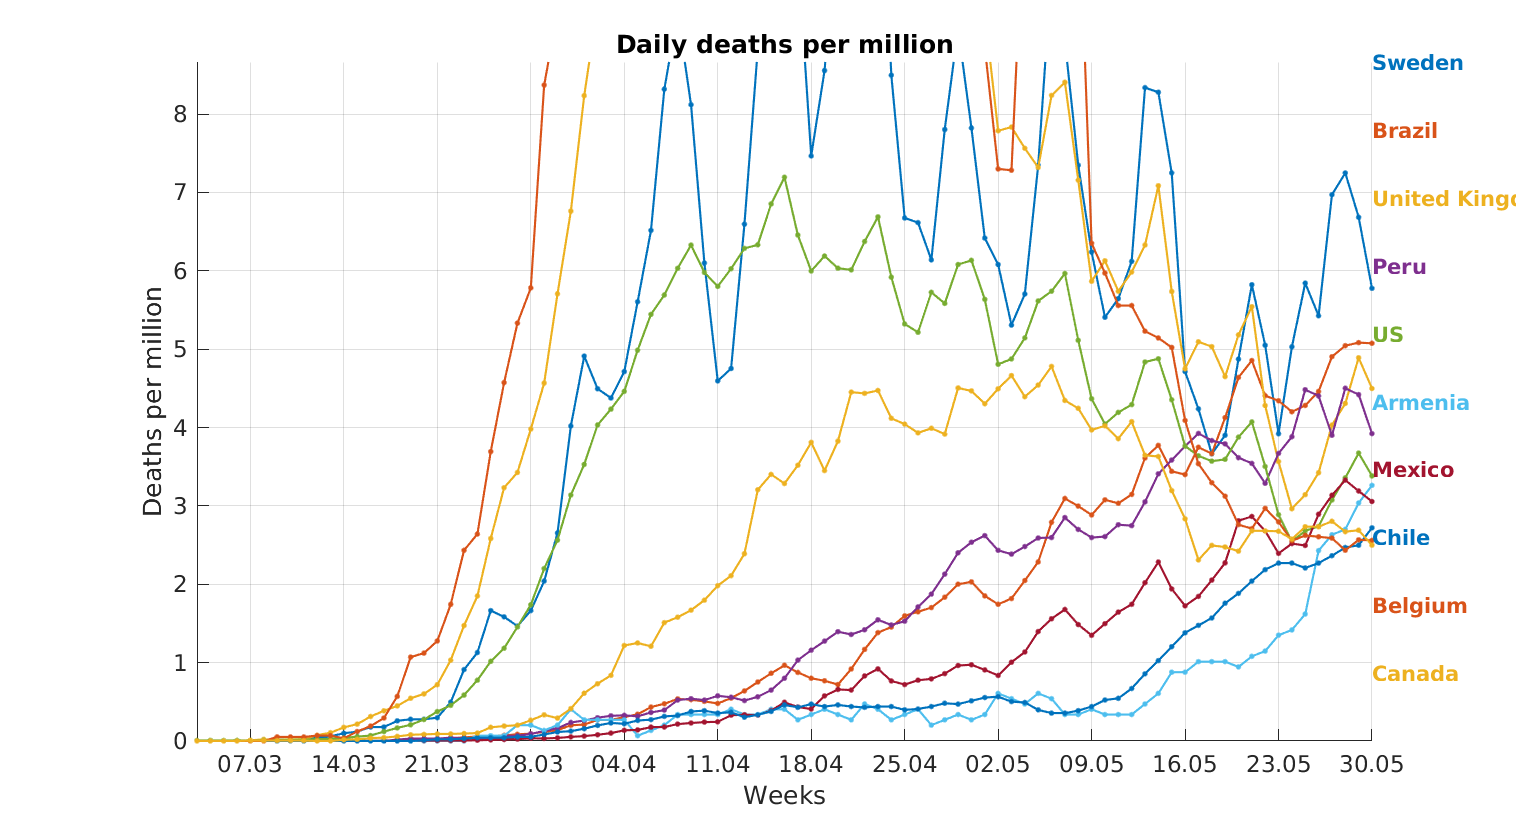 Daily deaths per million
Sweden
Brazil
United Kingd
Peru
US
Armenia
Mexico
Chile
Belgium
Canada
Deaths per million
8
7
6
5
4
3
2
1
0
07.03 14.03 21.03 28.03 04.04 11.04 18.04 25.04 02.05 09.05 16.05 23.05 30.05
Weeks